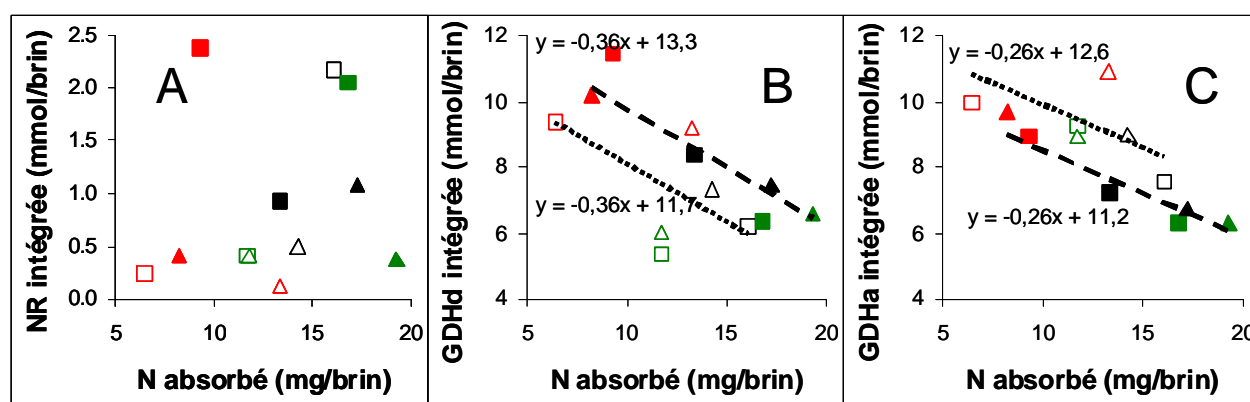 NR intégrée (mmol/brin)
2.5
2.0
1.5
1.0
0.5
0.0
A
5
10
15
20
N absorbé (mg/brin)
GDHd intégrée (mmol/brin)
12
10
8
6
4
y = -0,36x + 13,3
B
y = -0,36x + 11,7
5
10
15
20
N absorbé (mg/brin)
GDHa intégrée (mmol/brin)
12
10
8
6
4
y = -0,26x + 12,6
C
y = -0,26x + 11,2
5
10
15
20
N absorbé (mg/brin)